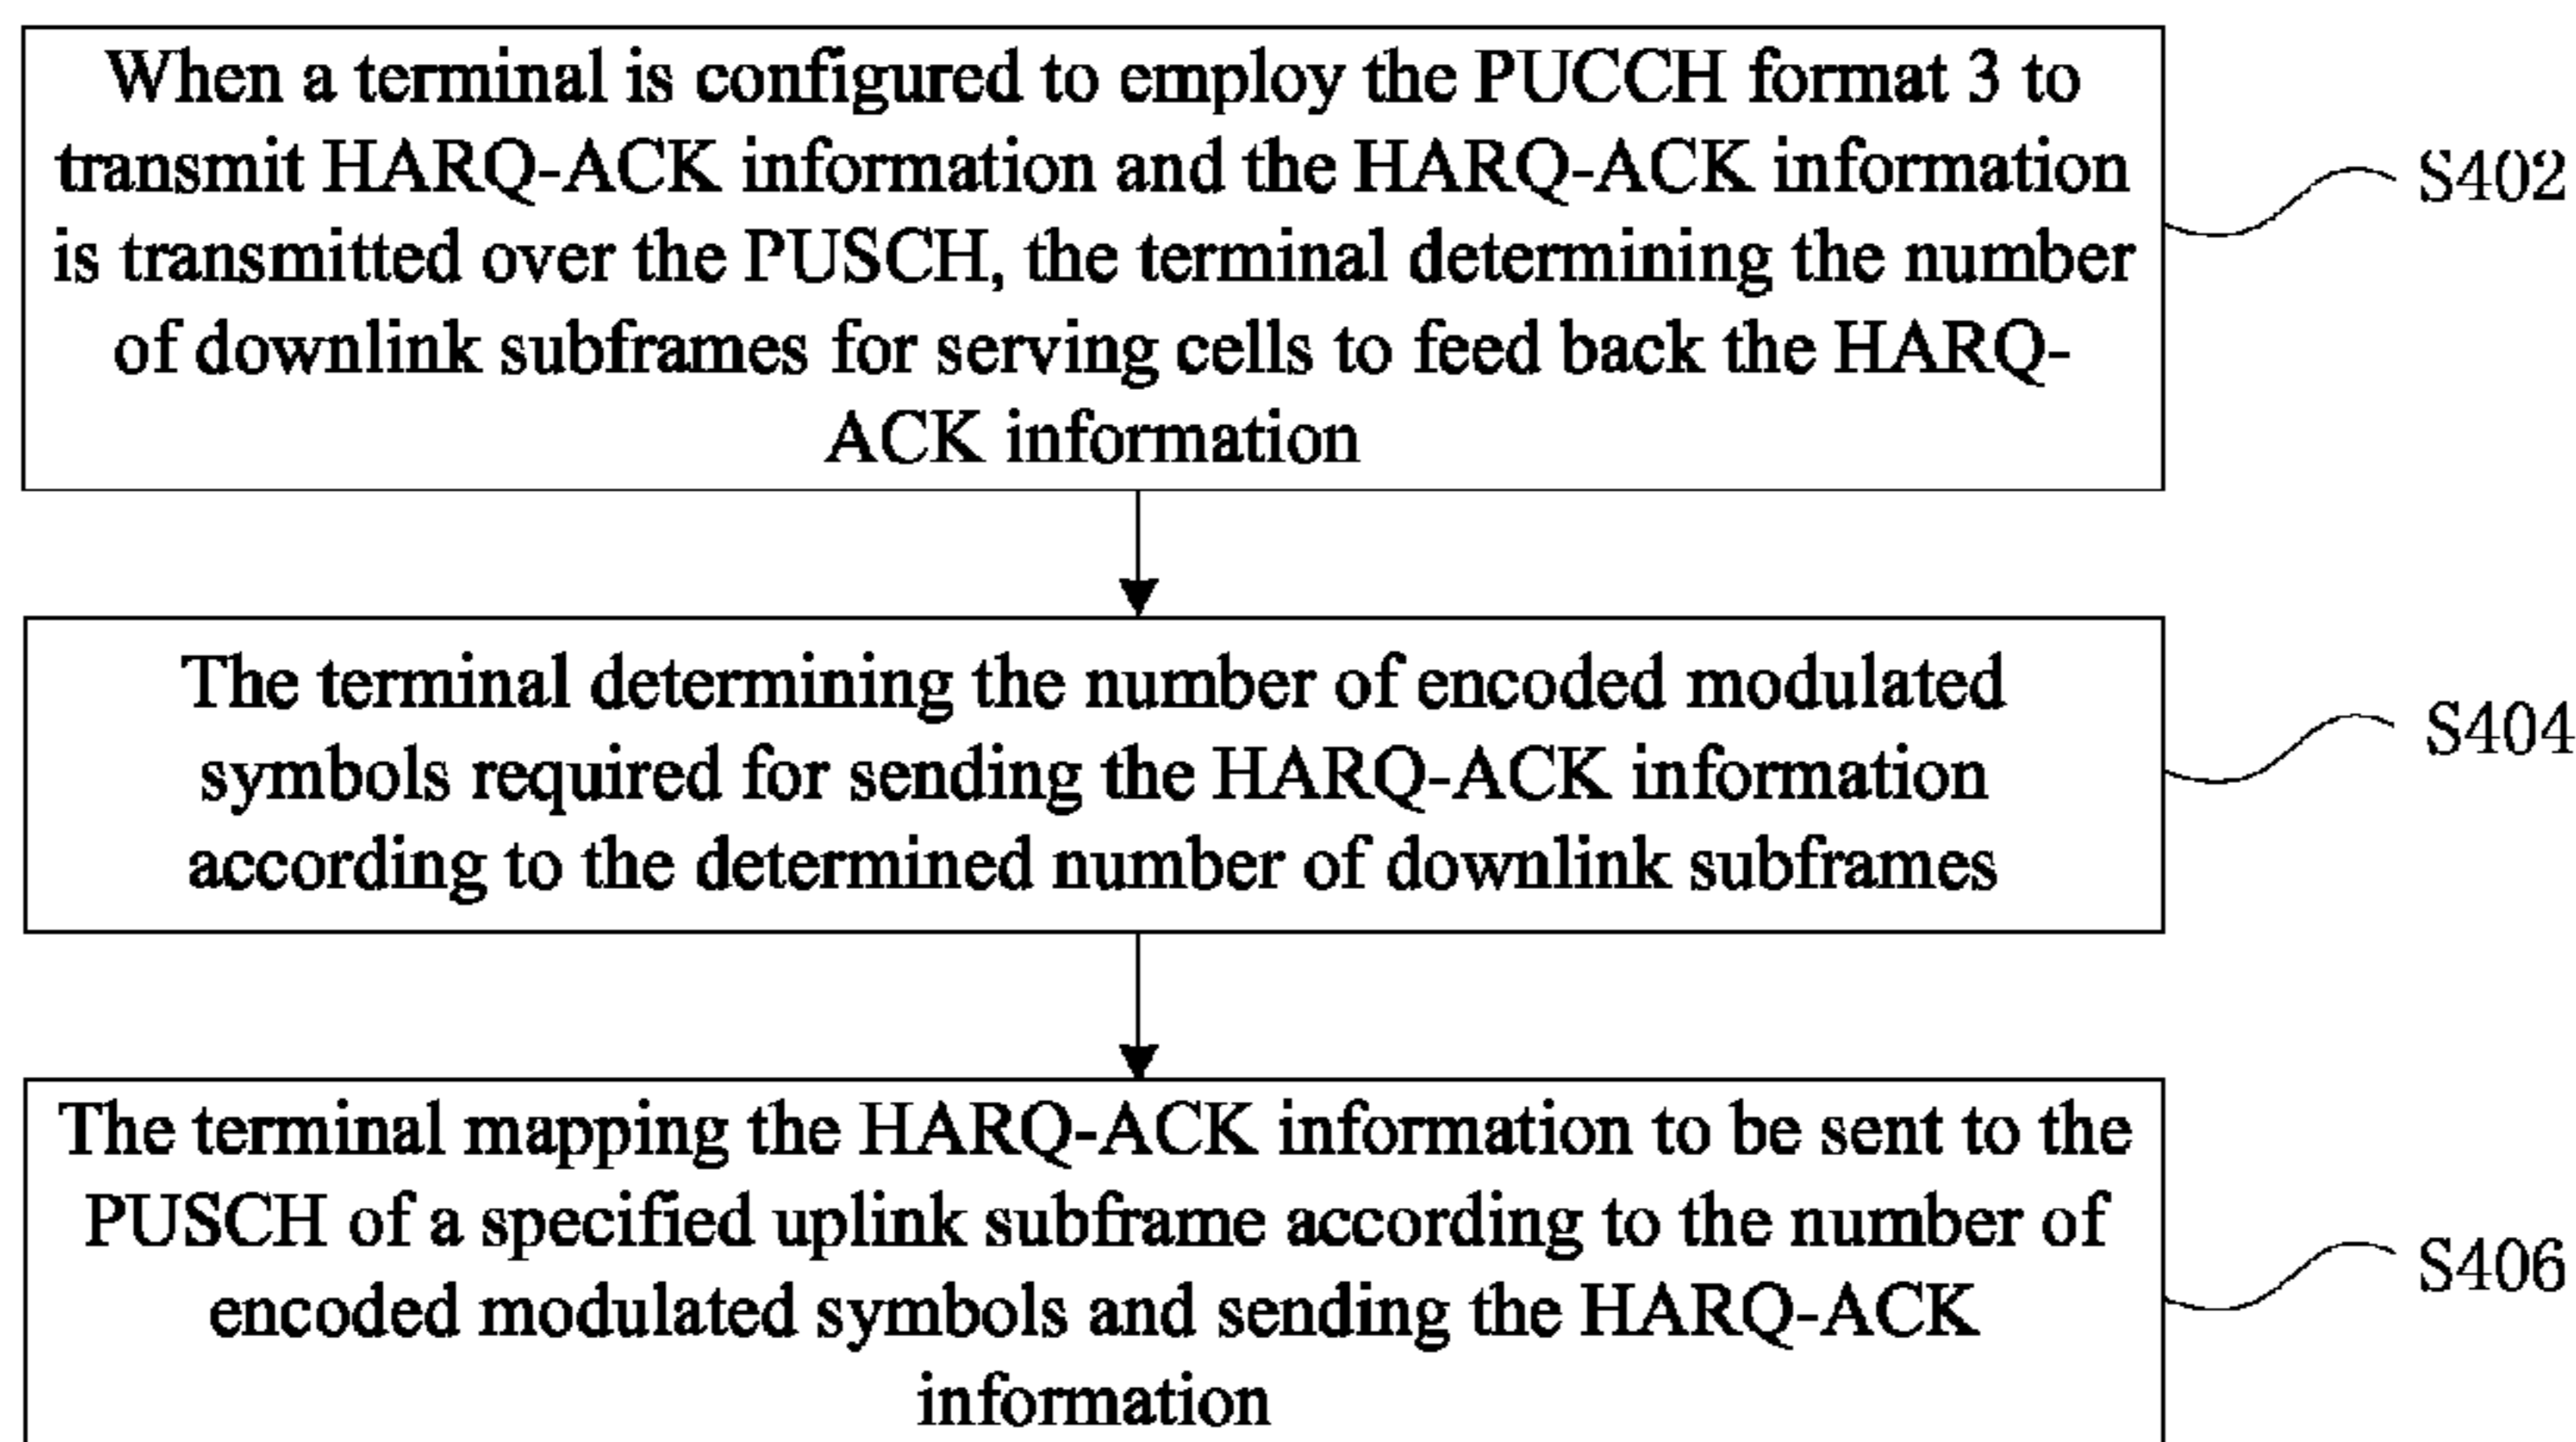 When a terminal is configured to employ the PUCCH format 3 to
transmit HARQ-ACK information and the HARQ-ACK information
is transmitted over the PUSCH, the terminal determining the number
of downlink subframes for serving cells to feed back the HARQ-
ACK information
S402
The terminal determining the number of encoded modulated
symbols required for sending the HARQ-ACK information
according to the determined number of downlink subframes
S404
The terminal mapping the HARQ-ACK information to be sent to the
PUSCH of a specified uplink subframe according to the number of
encoded modulated symbols and sending the HARQ-ACK
information
S406